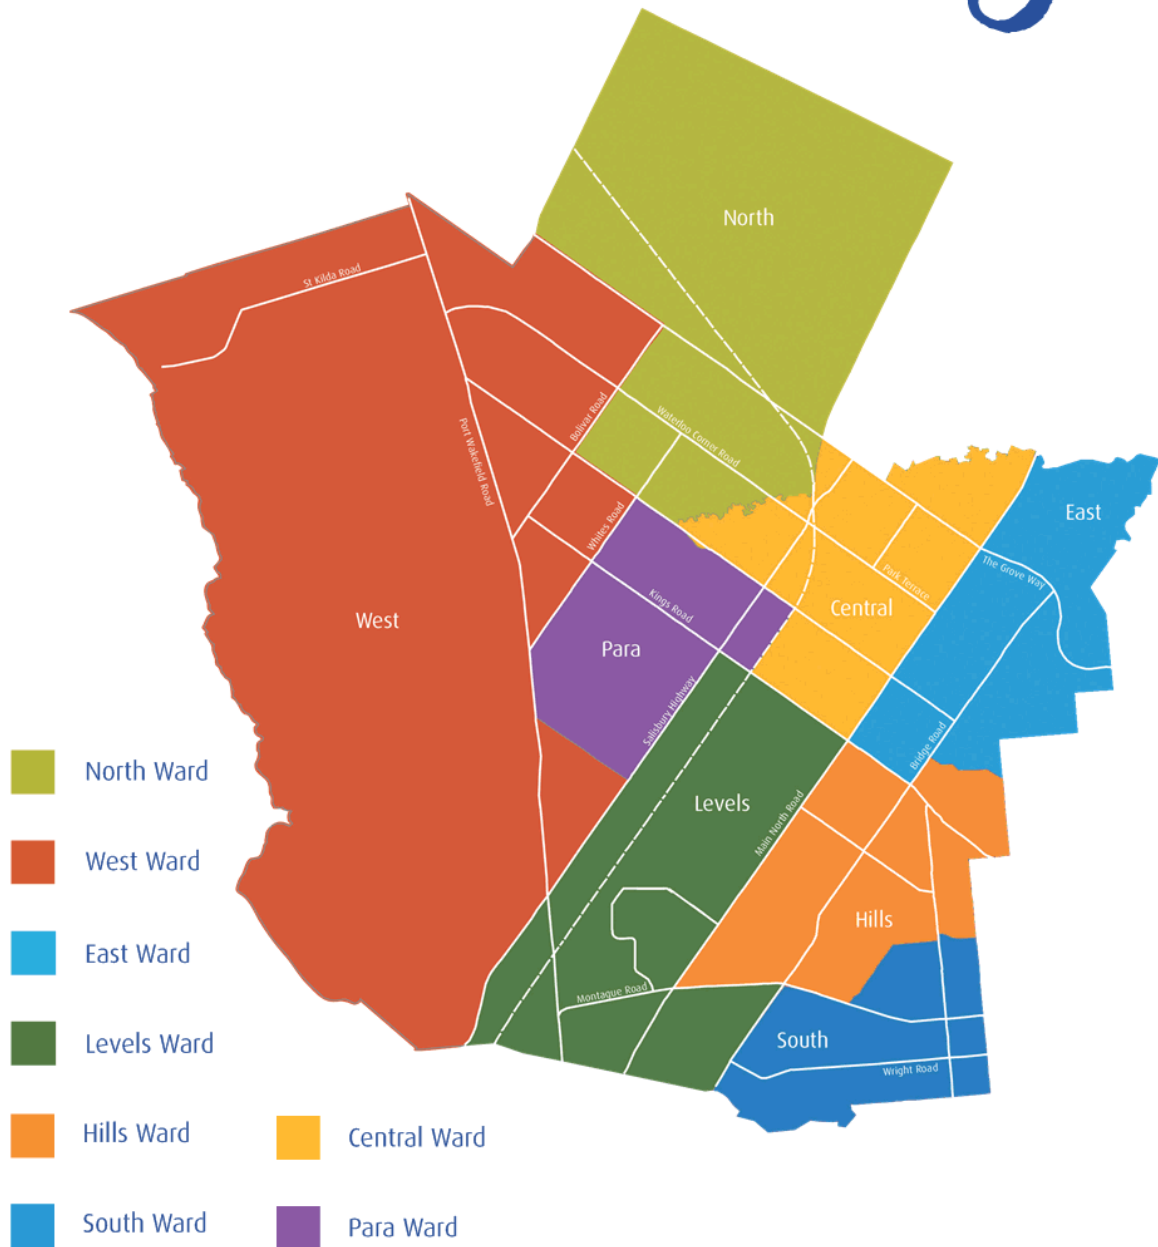 North
St Kilda Road
Bolivar Road
Waterloo Corner Road
Port Wakefield Road
Whites Road
East
The Grove Way
Park Terrace
Central
Kings Road
West
Para
Salisbury Highway
Bridge Road
Levels
Main North Road
Hills
Montague Road
South
Wright Road
North Ward
West Ward
East Ward
Levels Ward
Hills Ward
Central Ward
South Ward
Para Ward